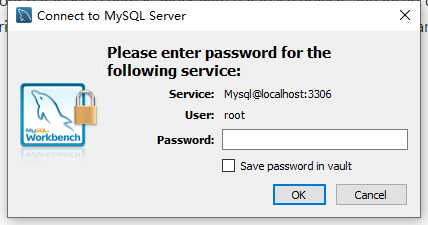 Connect to MySQL Server
Please enter password for the
following service:
Service: Mysql@localhost:3306
User: root
Password:
MySQL
Workbench
Save password in vault
OK Cancel